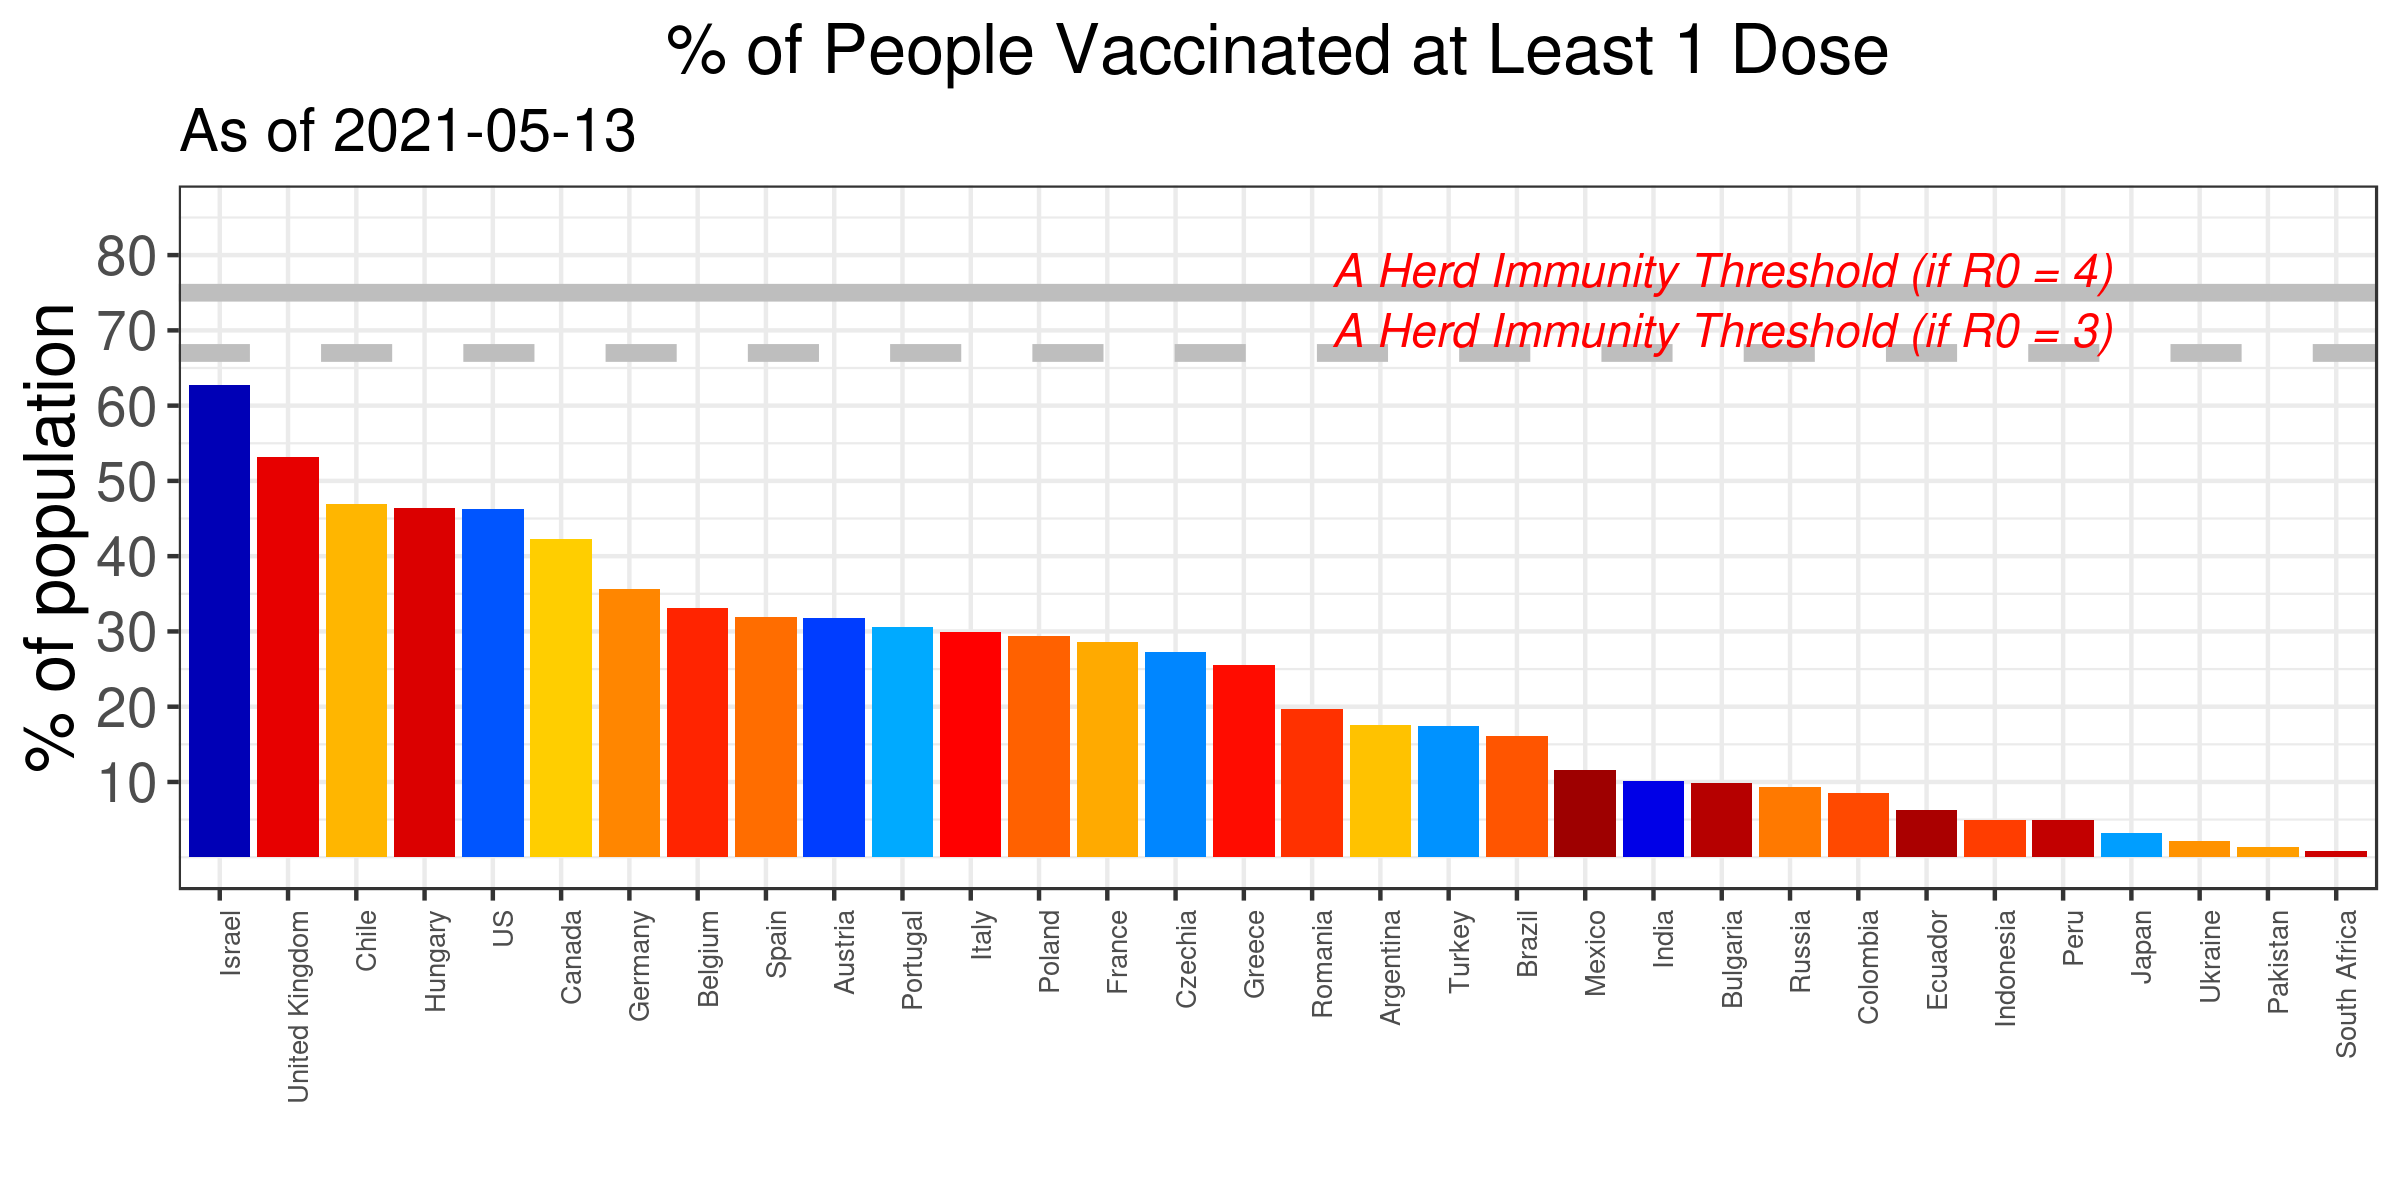 % of People Vaccinated at Least 1 Dose
As of 2021-05-13
% of population
80
70
60
50
40
30
20
10
A Herd Immunity Threshold (if R0 = 4)
A Herd Immunity Threshold (if R0 = 3)
Israel
United Kingdom
Chile
Hungary
US
Canada
Germany
Belgium
Spain
Austria
Portugal
Italy
Poland
France
Czechia
Greece
Romania
Argentina
Turkey
Brazil
Mexico
India
Bulgaria
Russia
Colombia
Ecuador
Indonesia
Peru
Japan
Ukraine
Pakistan
South Africa